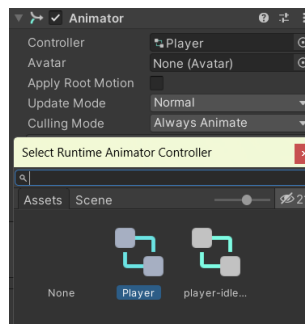 Animator
Controller Player
Avatar None (Avatar)
Apply Root Motion
Update Mode Normal
Culling Mode Always Animate
Select Runtime Animator Controller
Assets Scene
None Player player-idle...